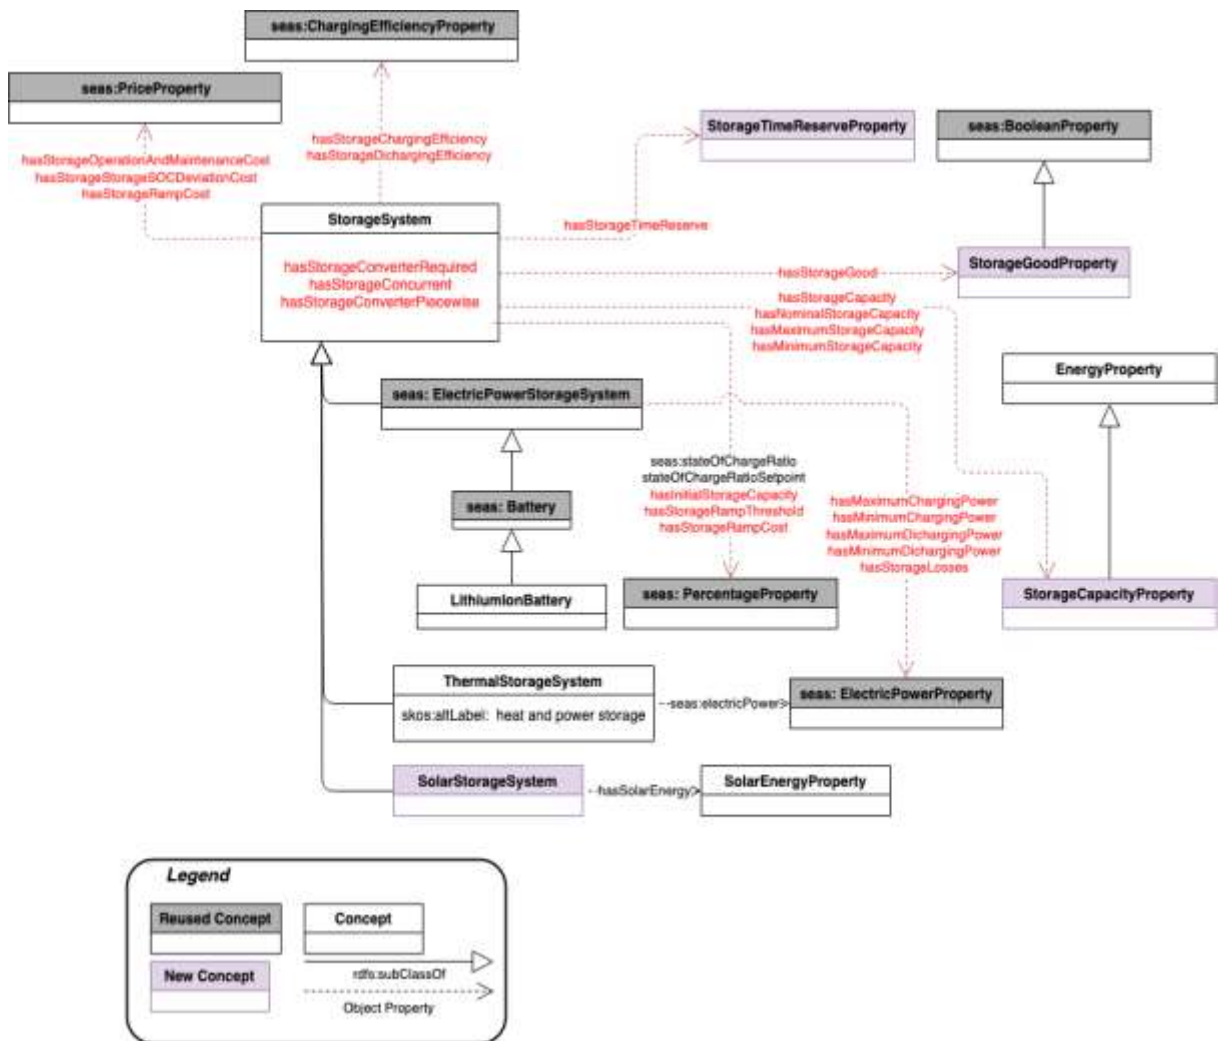 seas:ChargingEfficiencyProperty
seas:PriceProperty
hasStorageChargingEfficiency
hasStorageDichargingEfficiency
StorageTimeReserveProperty
seas:BooleanProperty
hasStorageOperationAndMaintenanceCost
hasStorageStorageSOCDeviationCost
hasStorageRampCost
StorageSystem
hasStorageTimeReserve
hasStorageConverterRequired
hasStorageConcurrent
hasStorageConverterPiecewise
hasStorageGood
StorageGoodProperty
hasStorageCapacity
hasNominalStorageCapacity
hasMaximumStorageCapacity
hasMinimumStorageCapacity
EnergyProperty
seas: ElectricPowerStorageSystem
seas:stateOfChargeRatio
stateOfChargeRatioSetpoint
hasInitialStorageCapacity
hasStorageRampThreshold
hasStorageRampCost
seas: Battery
hasMaximumChargingPower
hasMinimumChargingPower
hasMaximumDichargingPower
hasMinimumDichargingPower
hasStorageLosses
LithiumIonBattery
seas: PercentageProperty
StorageCapacityProperty
ThermalStorageSystem
skos:altLabel: heat and power storage
seas:electricPower
seas: ElectricPowerProperty
SolarStorageSystem
hasSolarEnergy
SolarEnergyProperty
Legend
Reused Concept
Concept
New Concept
rdfs:subClassOf
Object Property